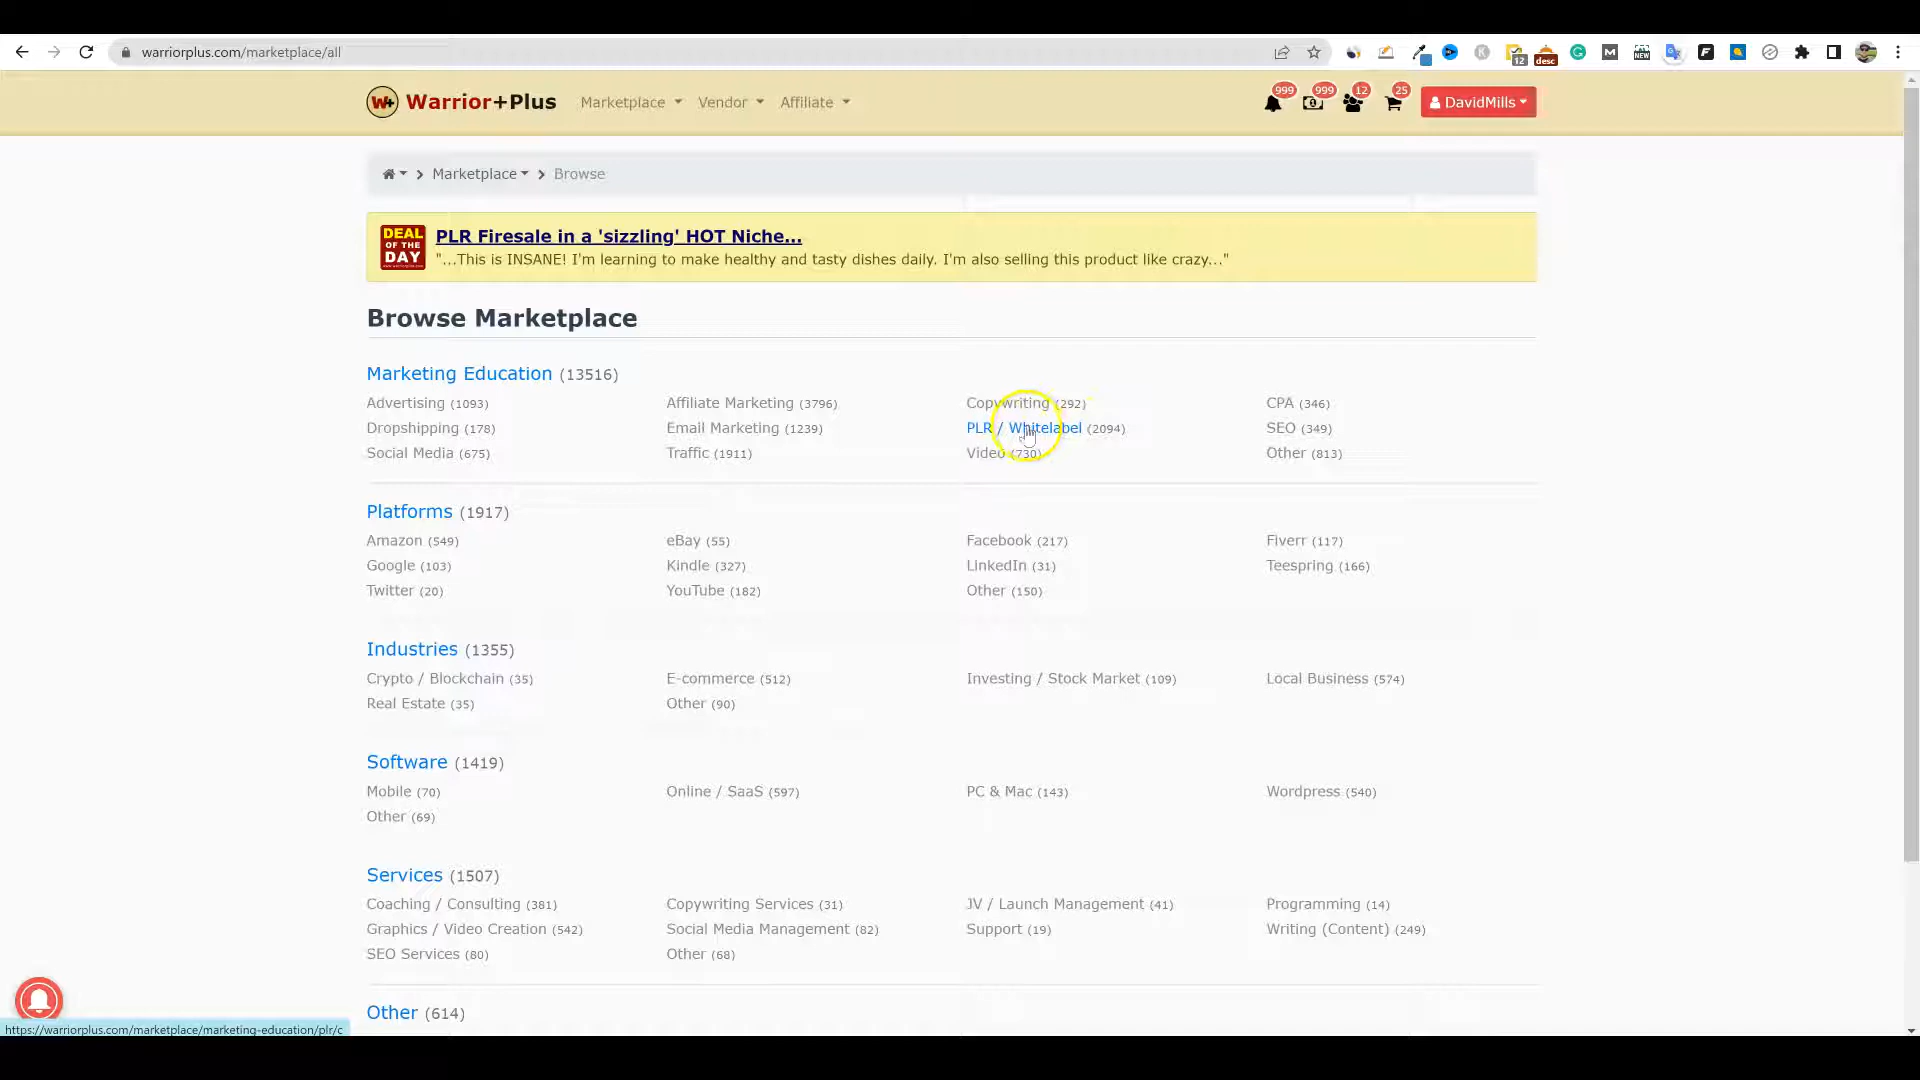 warriorplus.com/marketplace/all
12
desc
NEW
W+ Warrior+Plus Marketplace Vendor Affiliate 999 999 12 25 DavidMills
Marketplace > Browse
DEAL OF THE DAY
PLR Firesale in a 'sizzling' HOT Niche...
"...This is INSANE! I'm learning to make healthy and tasty dishes daily. I'm also selling this product like crazy..."
Browse Marketplace
Marketing Education (13516)
Advertising (1093) Affiliate Marketing (3796) Copywriting (292) CPA (346)
Dropshipping (178) Email Marketing (1239) PLR / Whitelabel (2094) SEO (349)
Social Media (675) Traffic (1911) Video (730) Other (813)
Platforms (1917)
Amazon (549) eBay (55) Facebook (217) Fiverr (117)
Google (103) Kindle (327) LinkedIn (31) Teespring (166)
Twitter (20) YouTube (182) Other (150)
Industries (1355)
Crypto / Blockchain (35) E-commerce (512) Investing / Stock Market (109) Local Business (574)
Real Estate (35) Other (90)
Software (1419)
Mobile (70) Online / SaaS (597) PC & Mac (143) Wordpress (540)
Other (69)
Services (1507)
Coaching / Consulting (381) Copywriting Services (31) JV / Launch Management (41) Programming (14)
Graphics / Video Creation (542) Social Media Management (82) Support (19) Writing (Content) (249)
SEO Services (80) Other (68)
Other (614)
https://warriorplus.com/marketplace/marketing-education/plr/c